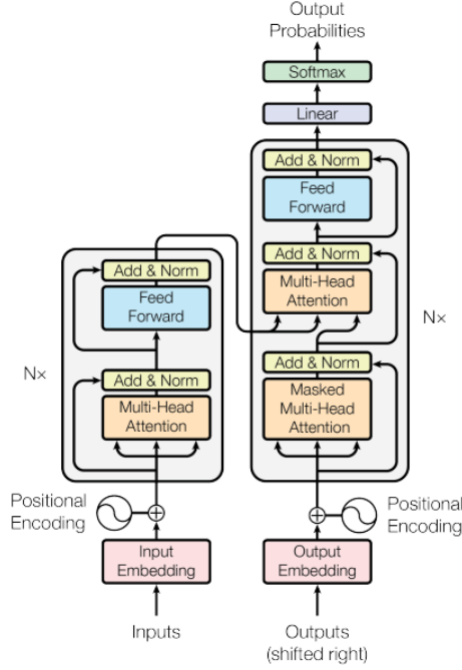 Output
Probabilities
Softmax
Linear
Add & Norm
Feed
Forward
Add & Norm
Multi-Head
Attention
Add & Norm
Masked
Multi-Head
Attention
N×
Add & Norm
Feed
Forward
Add & Norm
Multi-Head
Attention
N×
Positional
Encoding
Positional
Encoding
Input
Embedding
Output
Embedding
Inputs
Outputs
(shifted right)